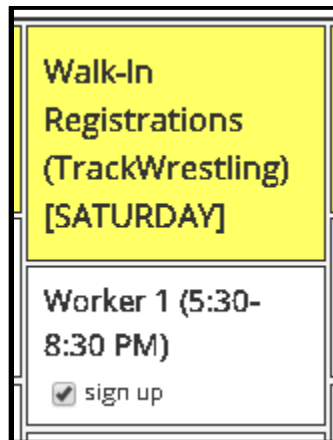 Walk-In
Registrations
(TrackWrestling)
[SATURDAY]
Worker 1 (5:30-
8:30 PM)
sign up